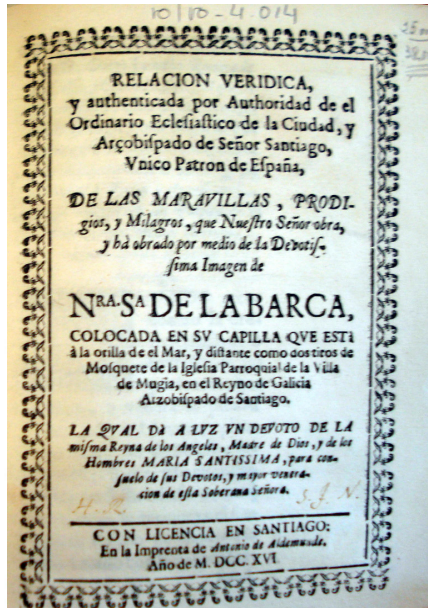 10/10-4.014
RELACION VERIDICA,
y authenticada por Authoridad de el
Ordinario Eclesiastico de la Ciudad, y
Arçobispado de Señor Santiago,
Vnico Patron de España,
DE LAS MARAVILLAS, PRODI-
gios, y Milagros, que Nuestro Señor obra,
y hà obrado por medio de la Devotis-
sima Imagen de
NRA. SA DE LA BARCA,
COLOCADA EN SV CAPILLA QVE ESTÀ
à la orilla de el Mar, y distante como dos tiros de
Mosquete de la Iglesia Parroquial de la Villa
de Mugia, en el Reyno de Galicia
Arzobispado de Santiago.
LA QVAL DÀ A LVZ VN DEVOTO DE LA
misma Reyna de los Angeles, Madre de Dios, y de los
Hombres MARIA SANTISSIMA, para con-
suelo de sus Devotos, y mayor venera-
cion de esta Soberana Señora.
H. R. S. J. N.
CON LICENCIA EN SANTIAGO:
En la Imprenta de Antonio de Aldemunde.
Año de M. DCC. XVI